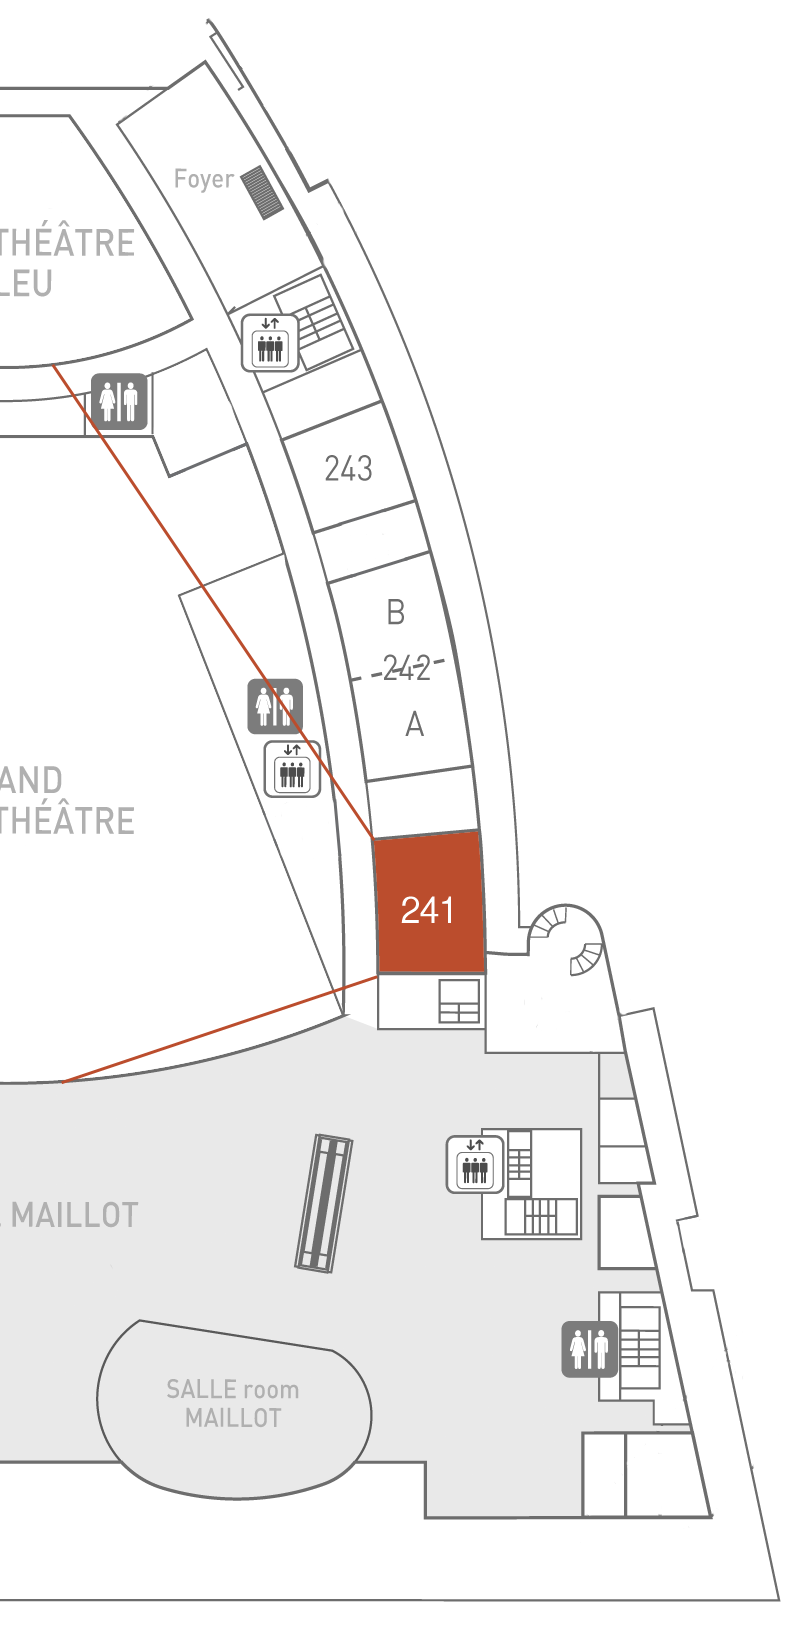 Foyer
THÉÂTRE
LEU
243
B
242
A
AND
THÉÂTRE
241
MAILLOT
SALLE room
MAILLOT